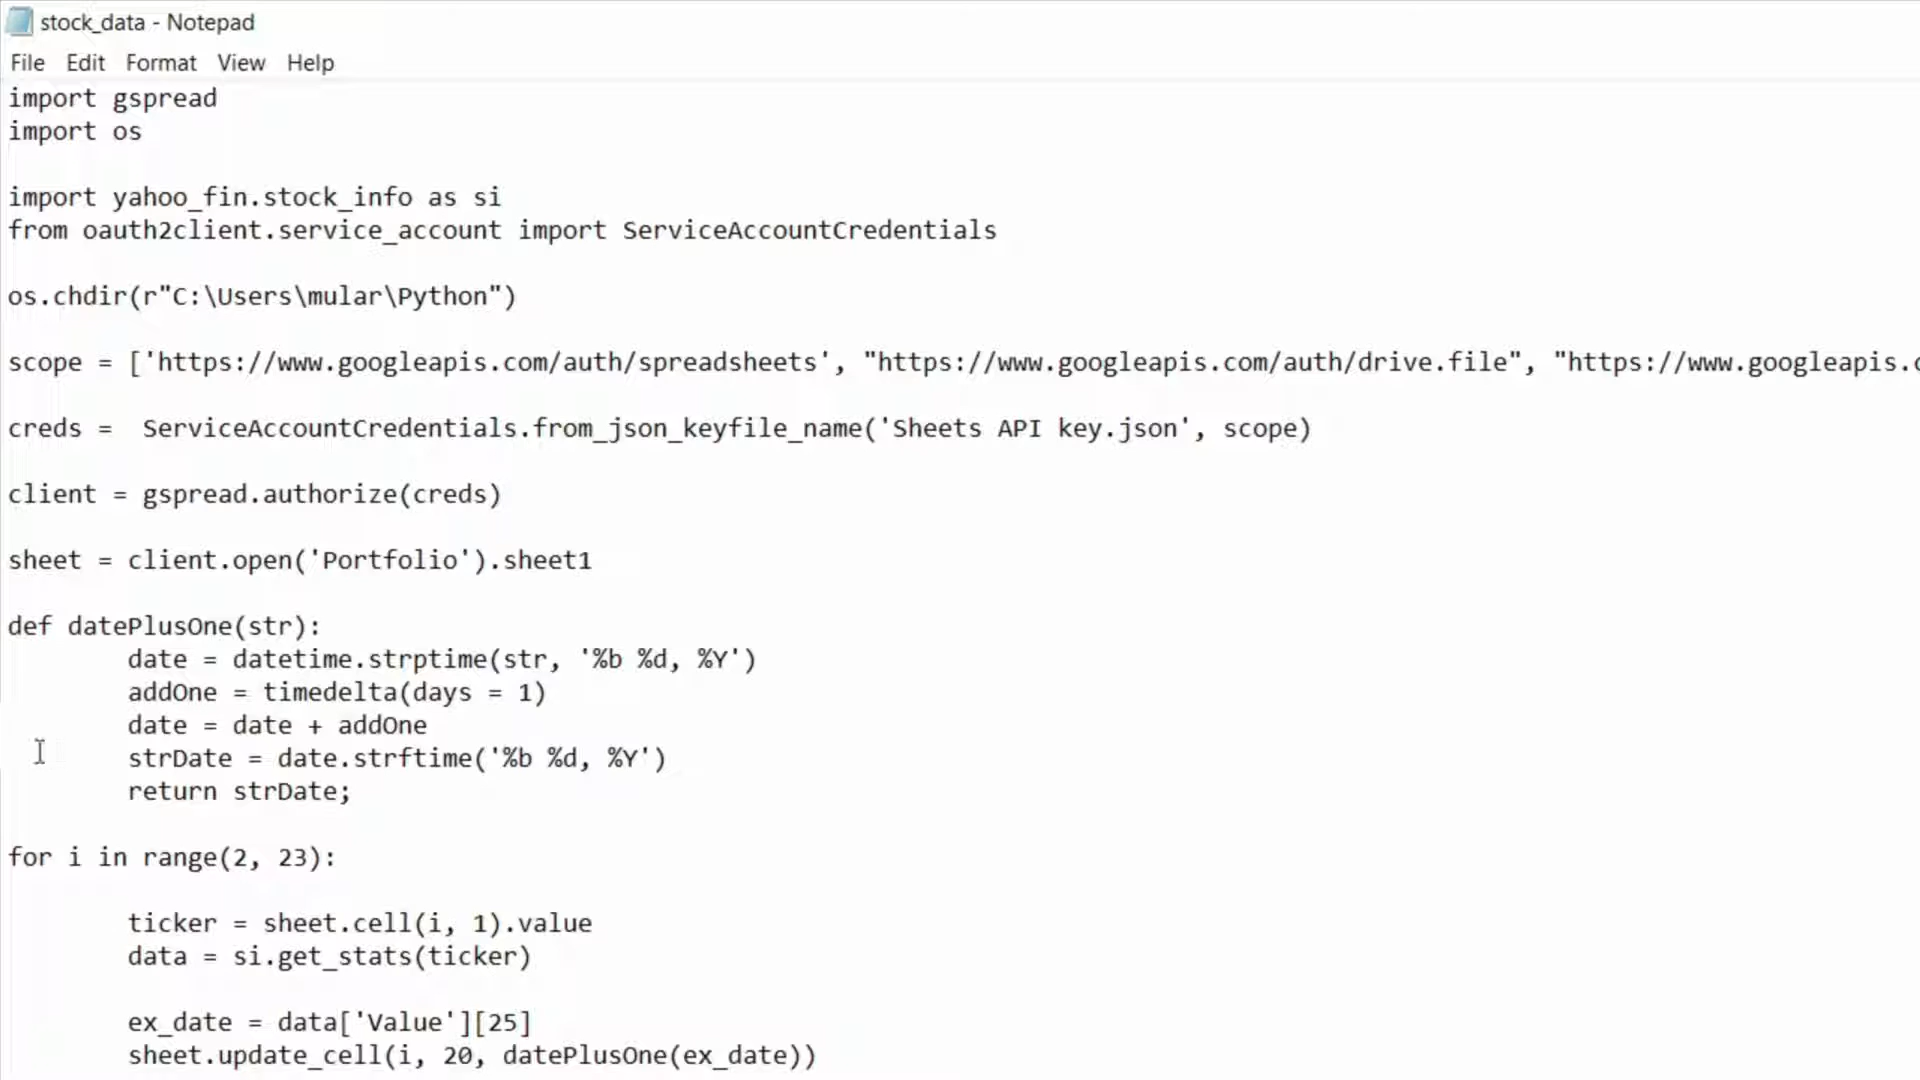 stock_data - Notepad
File Edit Format View Help
import gspread
import os
import yahoo_fin.stock_info as si
from oauth2client.service_account import ServiceAccountCredentials
os.chdir(r"C:\Users\mular\Python")
scope = ['https://www.googleapis.com/auth/spreadsheets', "https://www.googleapis.com/auth/drive.file", "https://www.googleapis.c
creds =  ServiceAccountCredentials.from_json_keyfile_name('Sheets API key.json', scope)
client = gspread.authorize(creds)
sheet = client.open('Portfolio').sheet1
def datePlusOne(str):
        date = datetime.strptime(str, '%b %d, %Y')
        addOne = timedelta(days = 1)
        date = date + addOne
        strDate = date.strftime('%b %d, %Y')
        return strDate;
for i in range(2, 23):
        ticker = sheet.cell(i, 1).value
        data = si.get_stats(ticker)
        ex_date = data['Value'][25]
        sheet.update_cell(i, 20, datePlusOne(ex_date))